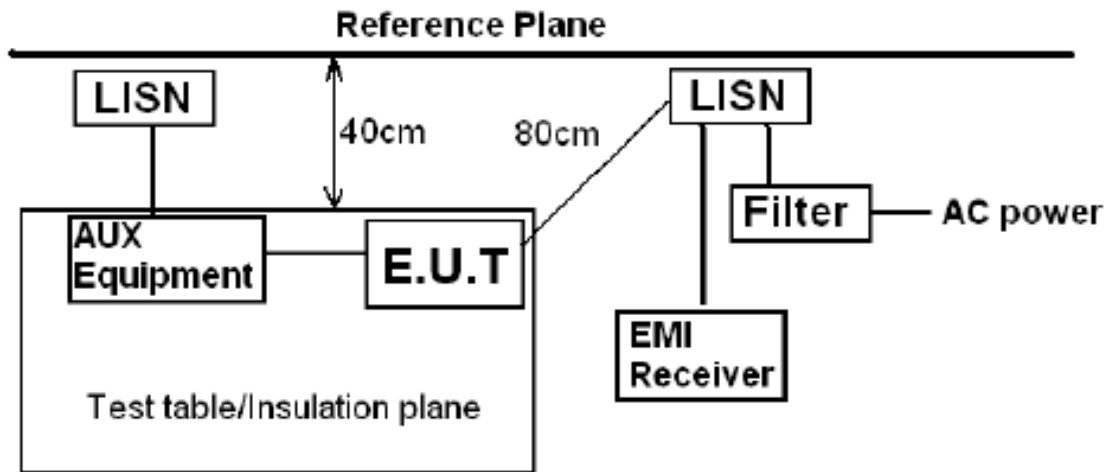 Reference Plane
LISN
40cm
80cm
LISN
AUX
Equipment
E.U.T
Filter
AC power
EMI
Receiver
Test table/Insulation plane